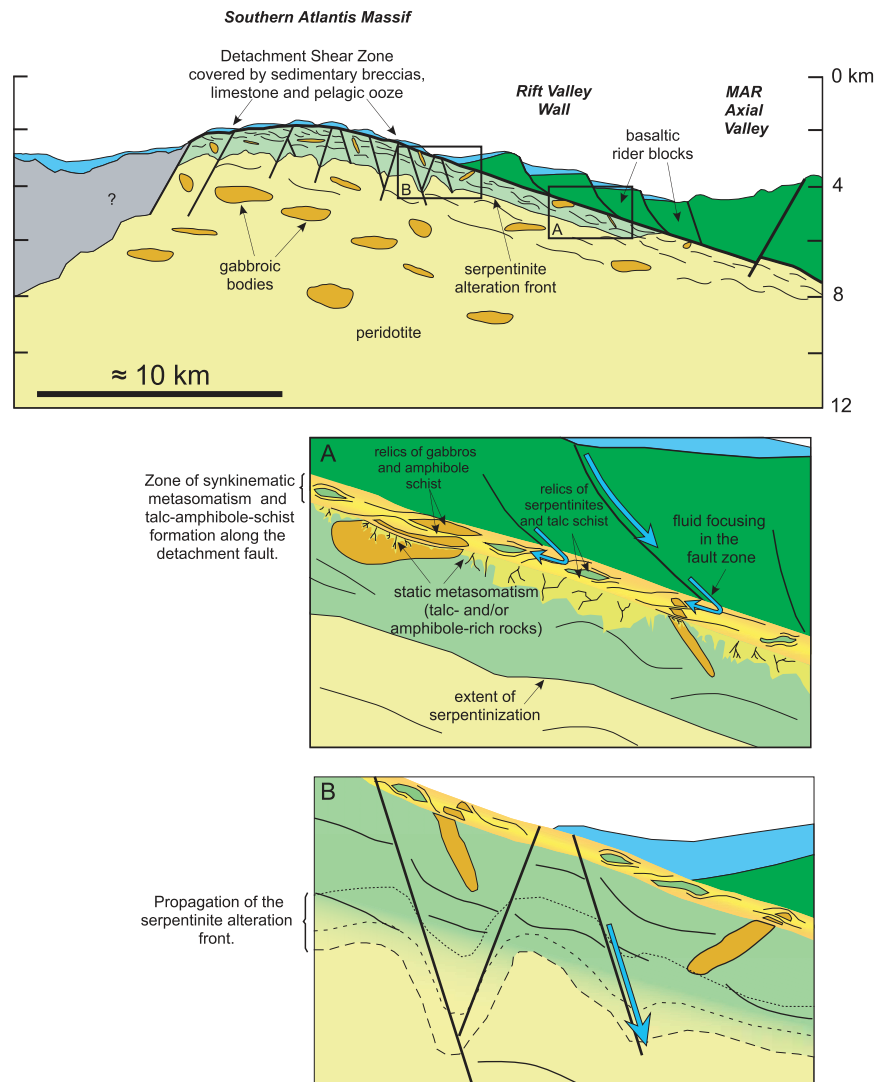 Southern Atlantis Massif
Detachment Shear Zone
covered by sedimentary breccias,
limestone and pelagic ooze
Rift Valley
Wall
MAR
Axial
Valley
0 km
basaltic
rider blocks
4
?
B
A
gabbroic
bodies
serpentinite
alteration front
8
peridotite
≈ 10 km
12
A
Zone of synkinematic
metasomatism and
talc-amphibole-schist
formation along the
detachment fault.
relics of gabbros
and amphibole
schist
relics of
serpentinites
and talc schist
fluid focusing
in the
fault zone
static metasomatism
(talc- and/or
amphibole-rich rocks)
extent of
serpentinization
B
Propagation of the
serpentinite alteration
front.